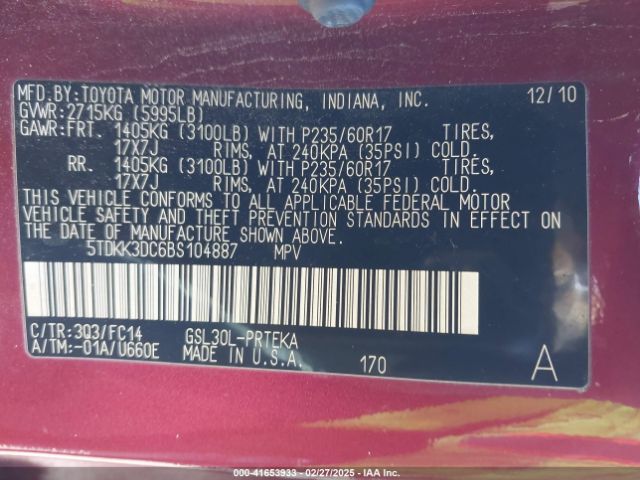 MFD.BY:TOYOTA MOTOR MANUFACTURING, INDIANA, INC. 12/10
GVWR:2715KG (5995LB)
GAWR:FRT. 1405KG (3100LB) WITH P235/60R17 TIRES,
17X7J RIMS, AT 240KPA (35PSI) COLD.
RR. 1405KG (3100LB) WITH P235/60R17 TIRES,
17X7J RIMS, AT 240KPA (35PSI) COLD.
THIS VEHICLE CONFORMS TO ALL APPLICABLE FEDERAL MOTOR
VEHICLE SAFETY AND THEFT PREVENTION STANDARDS IN EFFECT ON
THE DATE OF MANUFACTURE SHOWN ABOVE.
5TDKK3DC6BS104887 MPV
C/TR:3Q3/FC14 GSL30L-PRTEKA
A/TM:-01A/U660E MADE IN U.S.A. 170 A
000-41653933 - 02/27/2025 - IAA Inc.